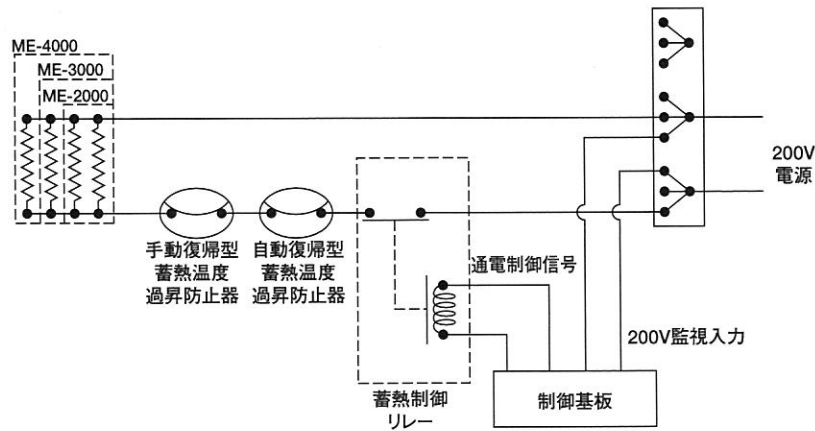 ME-4000
ME-3000
ME-2000
200V
電源
手動復帰型
蓄熱温度
過昇防止器
自動復帰型
蓄熱温度
過昇防止器
通電制御信号
200V監視入力
蓄熱制御
リレー
制御基板